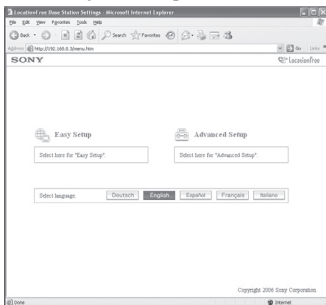 LocationFree Base Station Settings - Microsoft Internet Explorer
File Edit View Favorites Tools Help
Back Search Favorites
Address http://192.168.0.3/menu.htm Go Links
SONY LocationFree
Easy Setup Advanced Setup
Select here for "Easy Setup". Select here for "Advanced Setup".
Select language Deutsch English Español Français Italiano
Copyright 2006 Sony Corporation
Done Internet